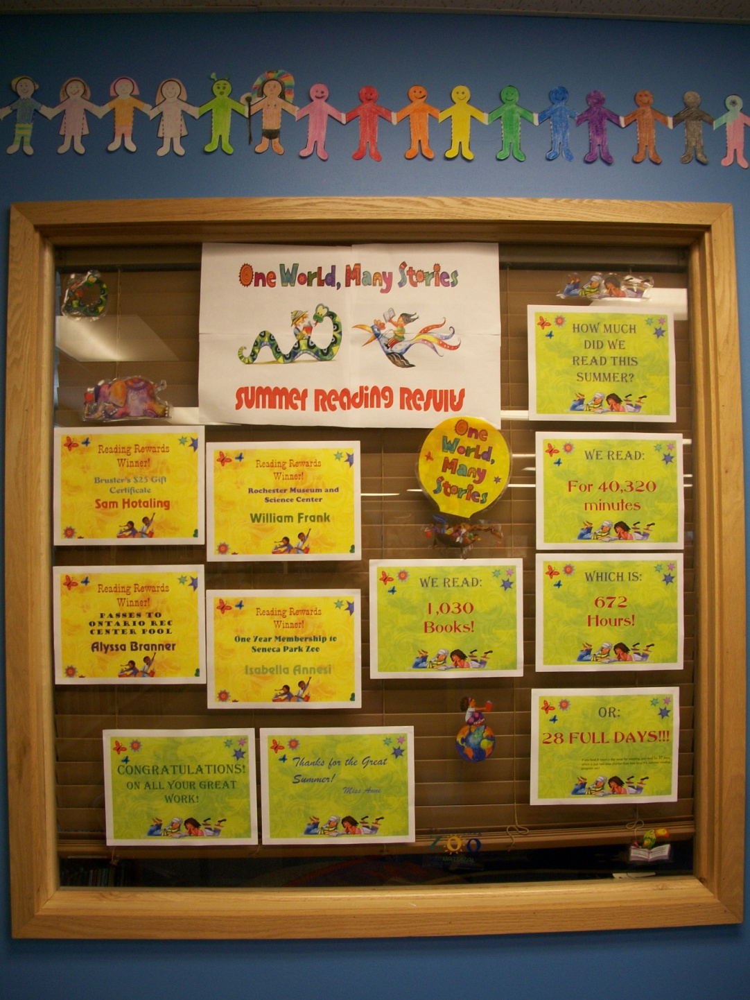 One World, Many Stories
Summer Reading Results
HOW MUCH
DID WE
READ THIS
SUMMER?
Reading Rewards
Winner!
Bruster's $25 Gift
Certificate
Sam Hotaling
Reading Rewards
Winner!
Rochester Museum and
Science Center
William Frank
One
World,
Many
Stories
WE READ:
For 40,320
minutes
Reading Rewards
Winner!
PASSES TO
ONTARIO REC
CENTER POOL
Alyssa Branner
Reading Rewards
Winner!
One Year Membership to
Seneca Park Zoo
Isabella Annesi
WE READ:
1,030
Books!
WHICH IS:
672
Hours!
OR:
28 FULL DAYS!!!
CONGRATULATIONS!
ON ALL YOUR GREAT
WORK!
Thanks for the Great
Summer!
Miss Anne
ZOO